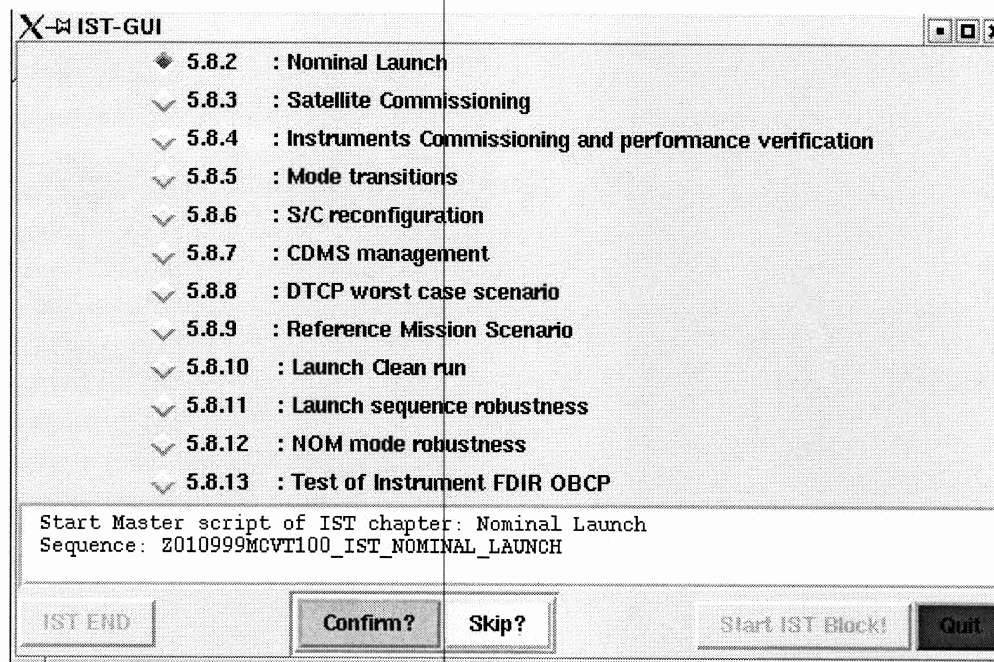 IST-GUI
5.8.2 : Nominal Launch
5.8.3 : Satellite Commissioning
5.8.4 : Instruments Commissioning and performance verification
5.8.5 : Mode transitions
5.8.6 : S/C reconfiguration
5.8.7 : CDMS management
5.8.8 : DTCP worst case scenario
5.8.9 : Reference Mission Scenario
5.8.10 : Launch Clean run
5.8.11 : Launch sequence robustness
5.8.12 : NOM mode robustness
5.8.13 : Test of Instrument FDIR OBCP
Start Master script of IST chapter: Nominal Launch
Sequence: Z010999MCVT100_IST_NOMINAL_LAUNCH
IST END Confirm? Skip? Start IST Block! Quit